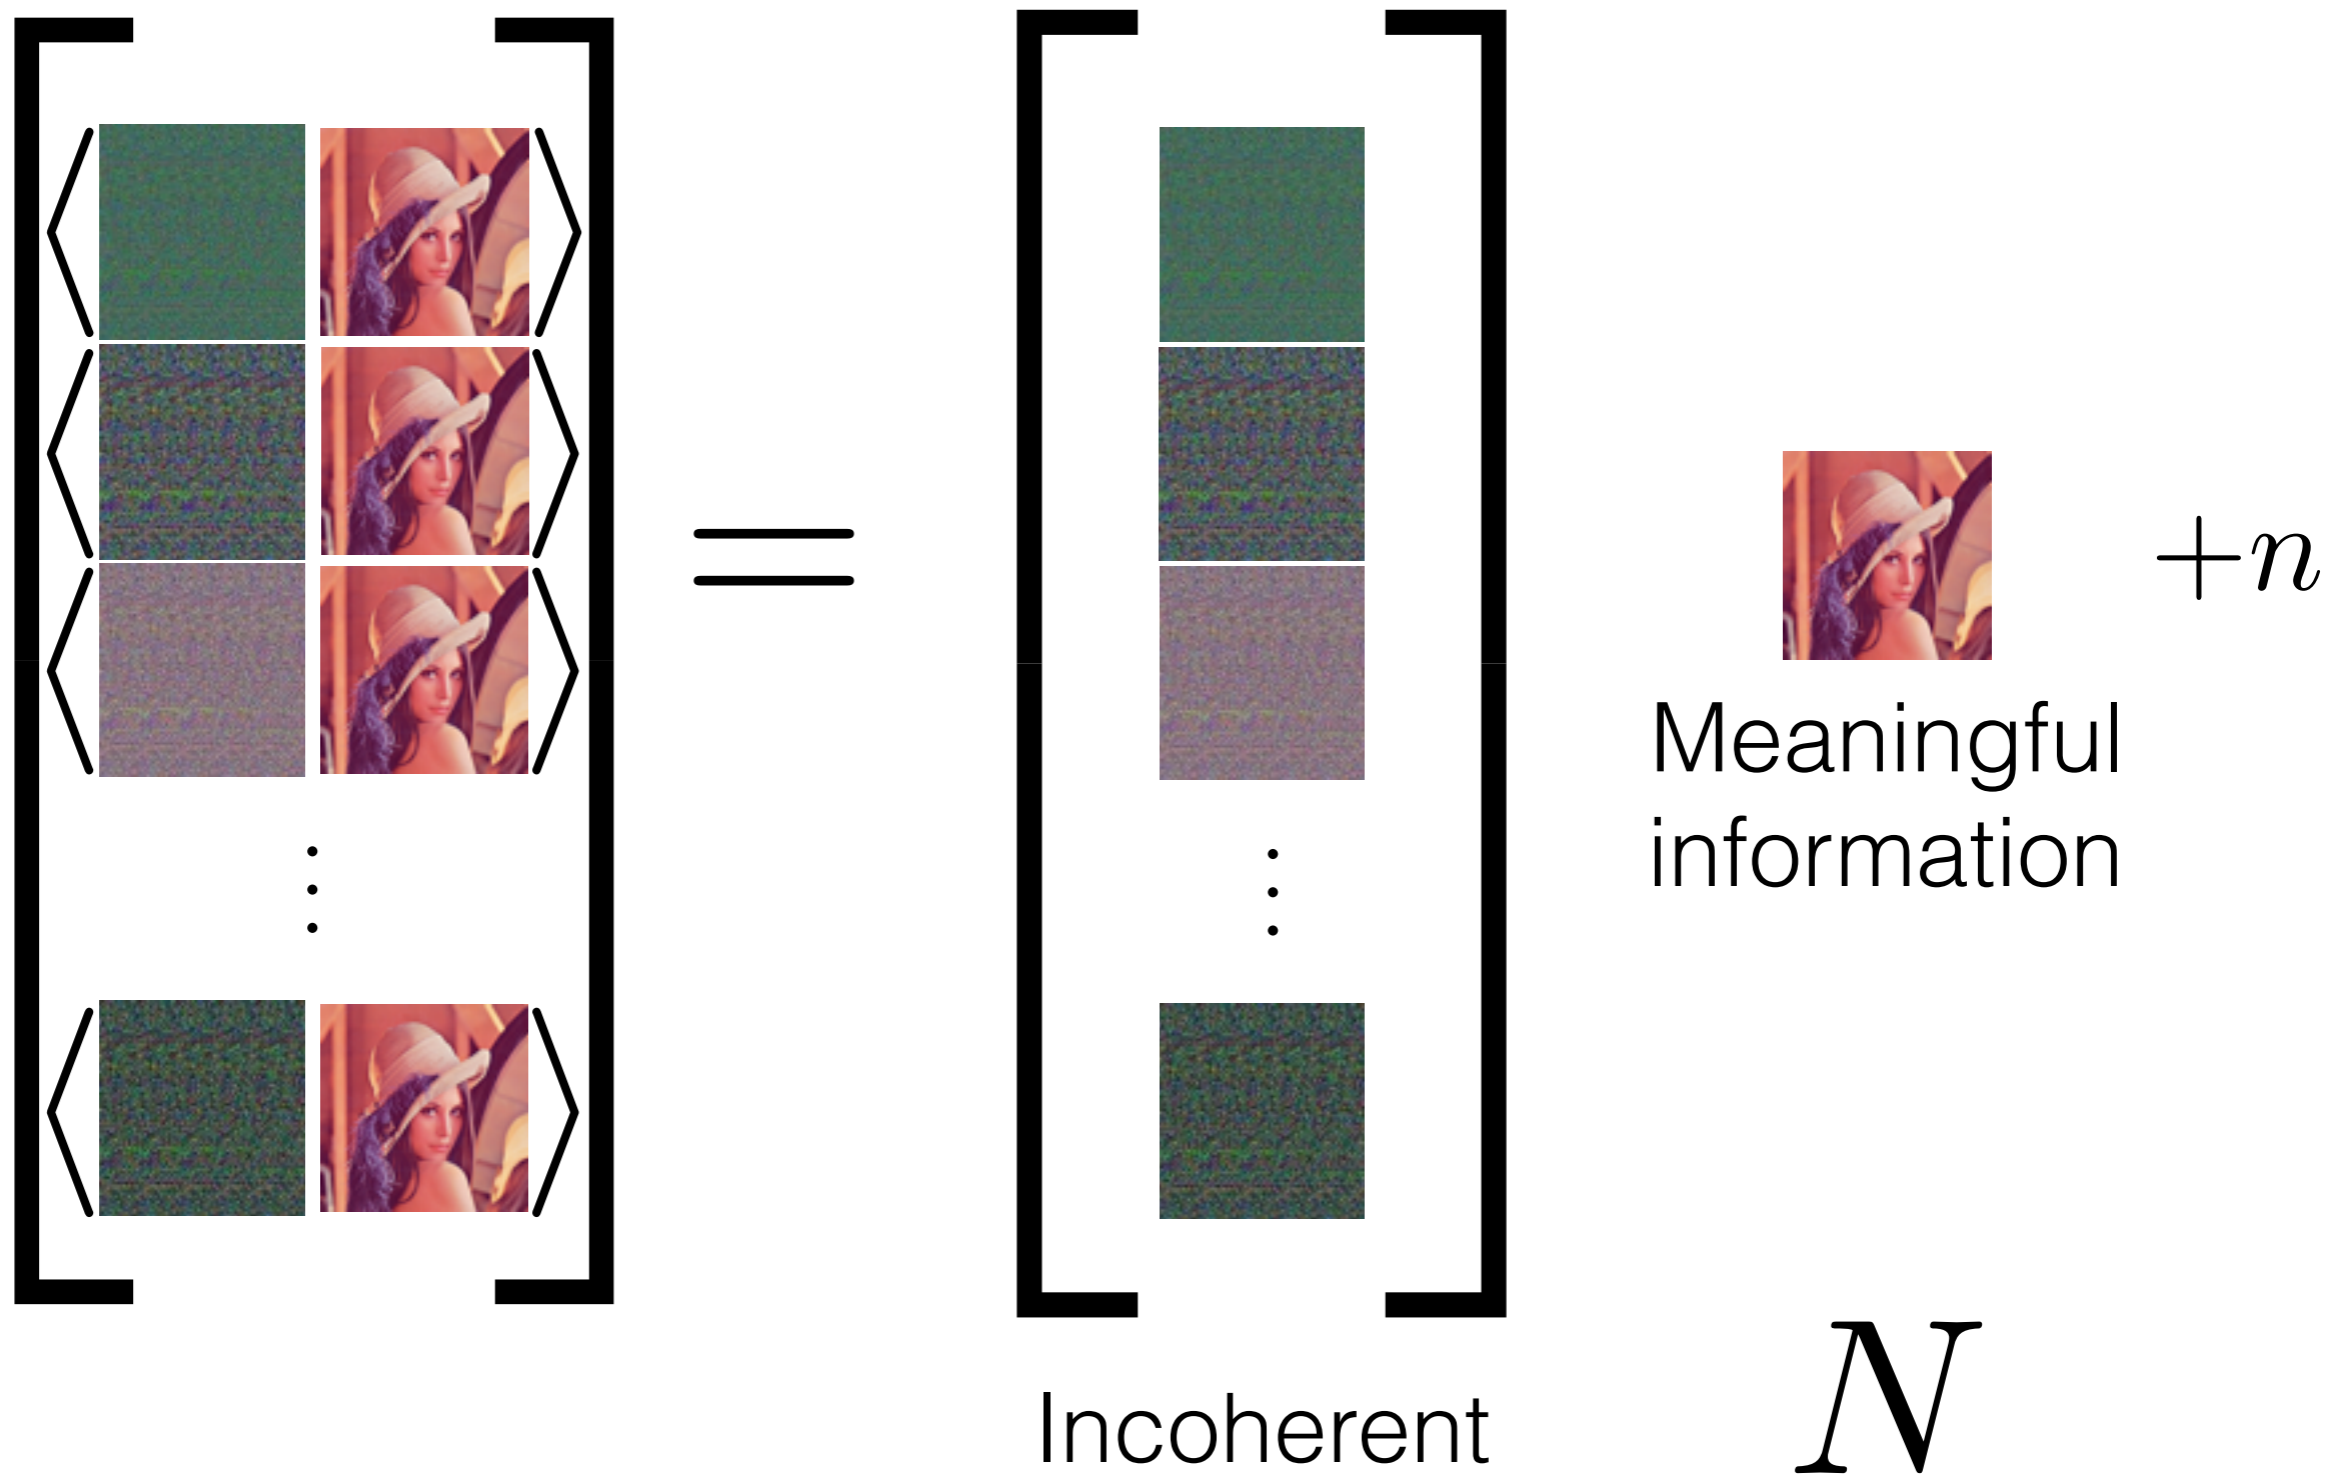 =
+n
Meaningful
information
Incoherent
N